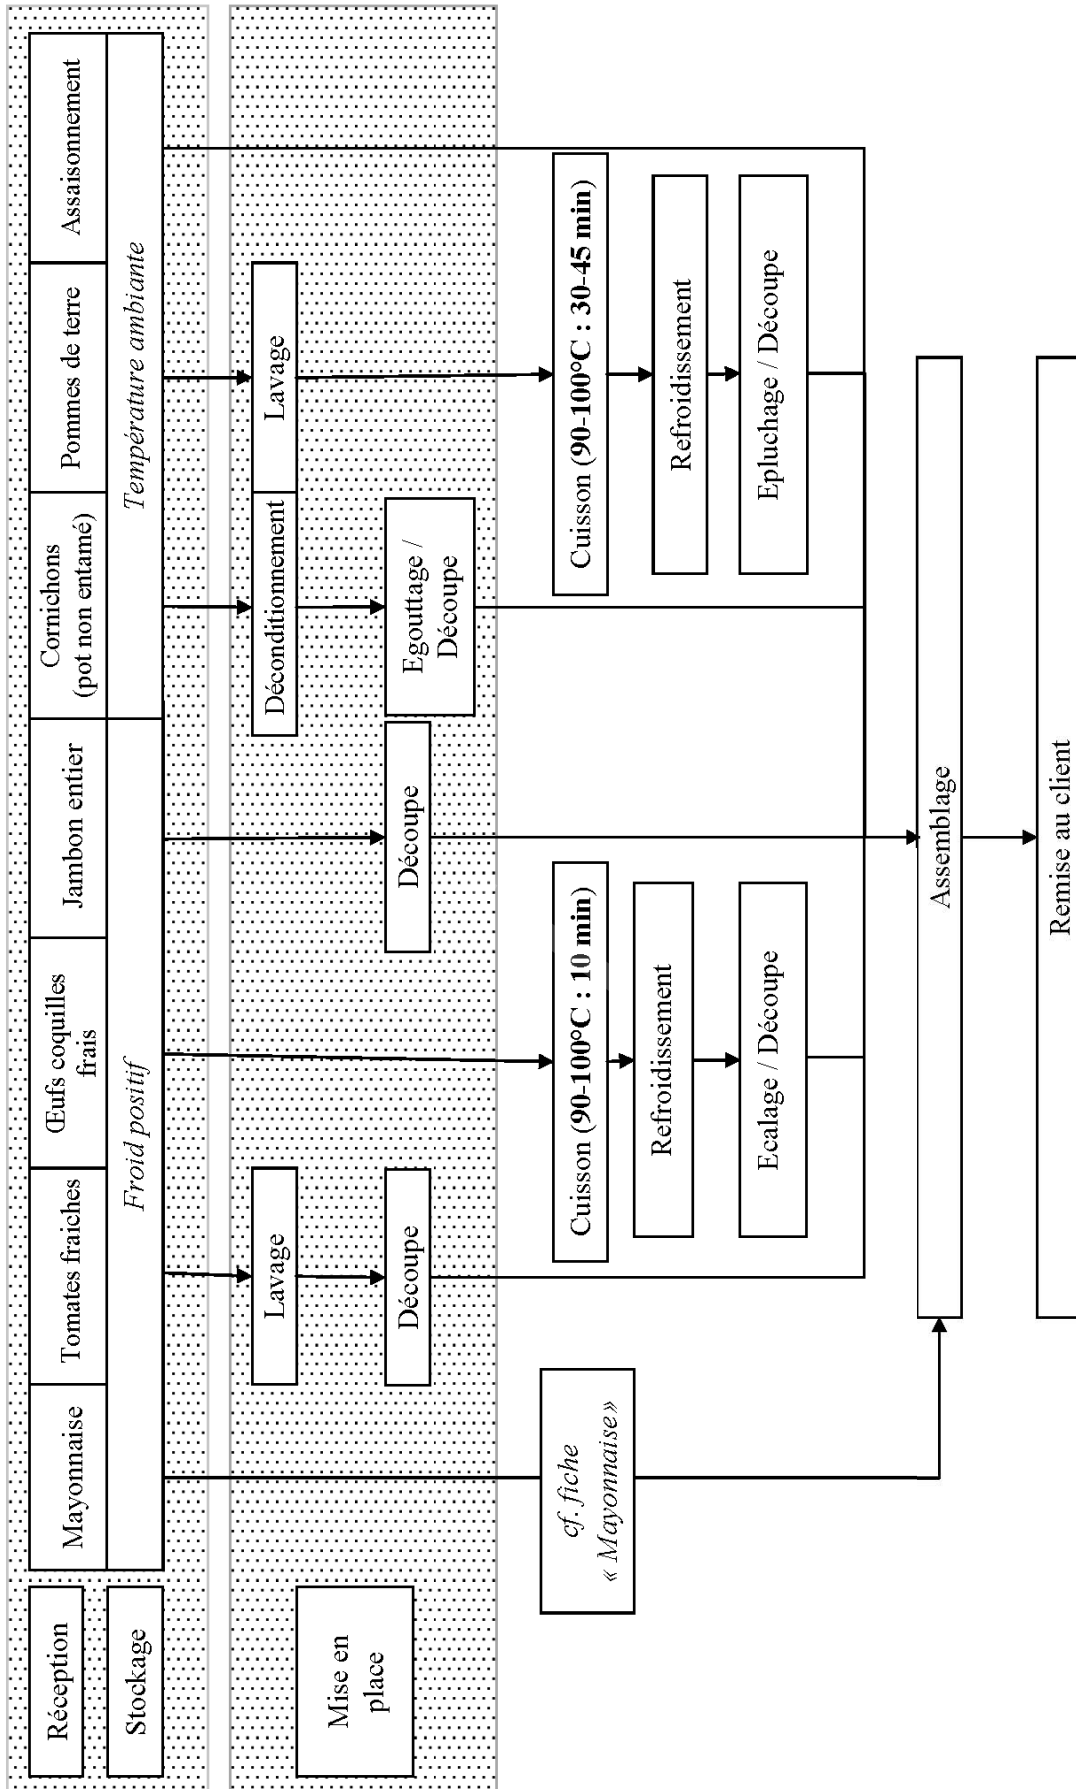 Réception
Mayonnaise
Tomates fraiches
Œufs coquilles
frais
Jambon entier
Cornichons
(pot non entamé)
Pommes de terre
Assaisonnement
Stockage
Froid positif
Température ambiante
Mise en
place
Lavage
Déconditionnement
Lavage
Découpe
Découpe
Egouttage /
Découpe
cf. fiche
« Mayonnaise»
Cuisson (90-100°C : 10 min)
Cuisson (90-100°C : 30-45 min)
Refroidissement
Refroidissement
Ecalage / Découpe
Epluchage / Découpe
Assemblage
Remise au client